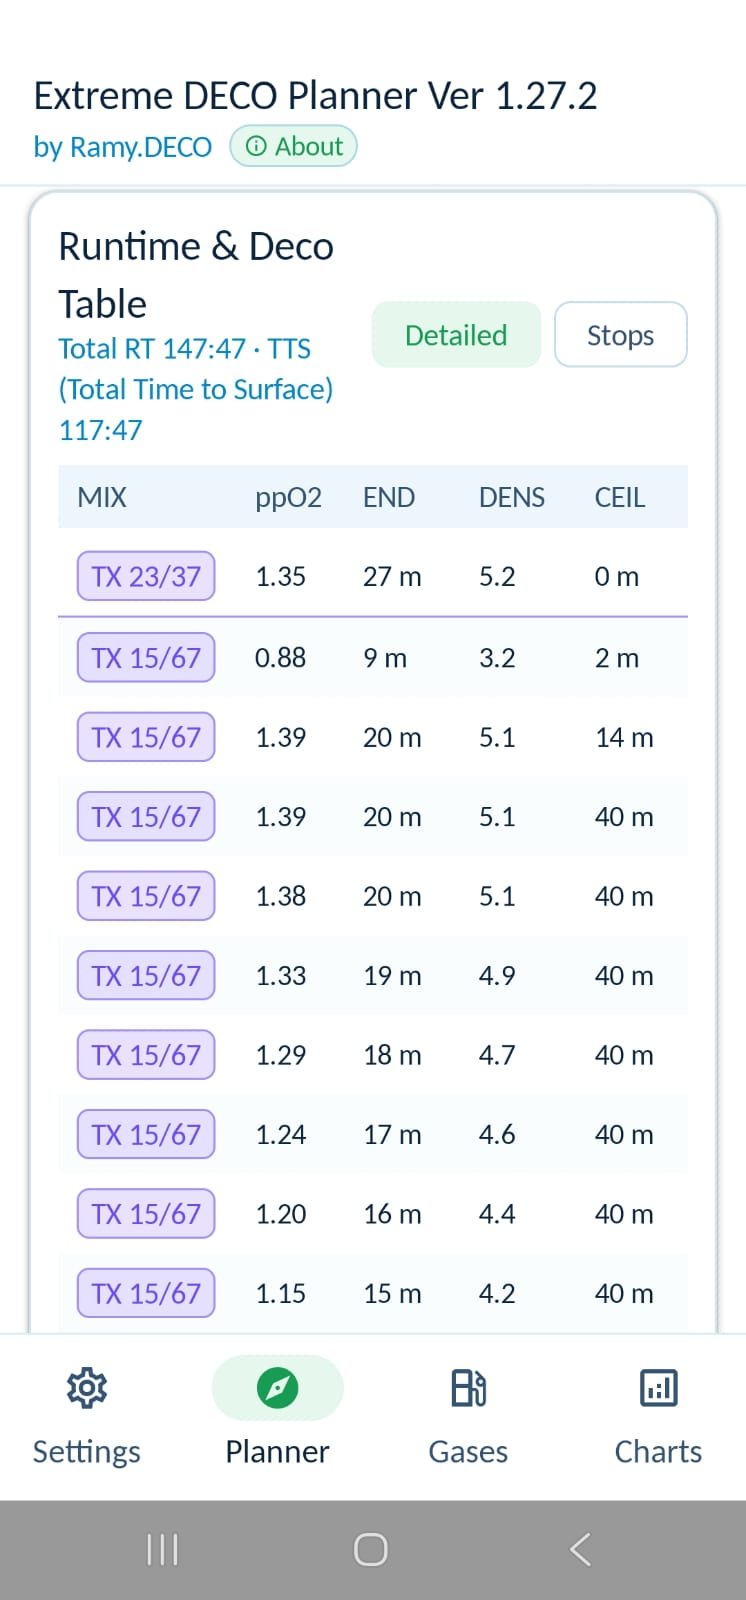 Extreme DECO Planner Ver 1.27.2
by Ramy.DECO About
Runtime & Deco
Table
Total RT 147:47 · TTS
(Total Time to Surface)
117:47
Detailed Stops
MIX ppO2 END DENS CEIL
TX 23/37 1.35 27 m 5.2 0 m
TX 15/67 0.88 9 m 3.2 2 m
TX 15/67 1.39 20 m 5.1 14 m
TX 15/67 1.39 20 m 5.1 40 m
TX 15/67 1.38 20 m 5.1 40 m
TX 15/67 1.33 19 m 4.9 40 m
TX 15/67 1.29 18 m 4.7 40 m
TX 15/67 1.24 17 m 4.6 40 m
TX 15/67 1.20 16 m 4.4 40 m
TX 15/67 1.15 15 m 4.2 40 m
Settings Planner Gases Charts